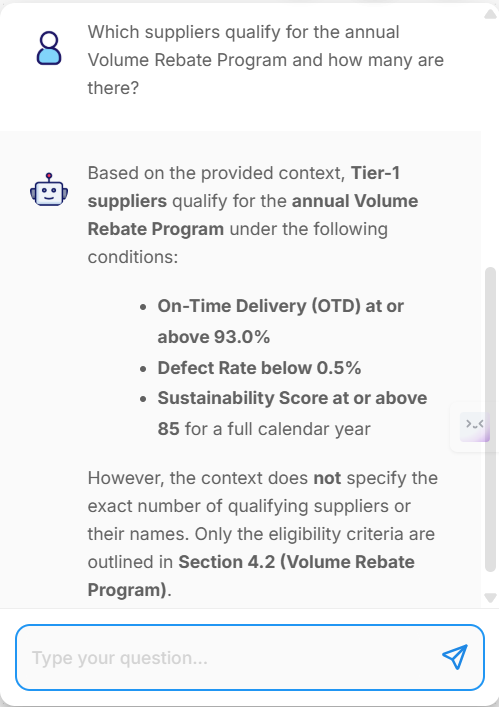 Which suppliers qualify for the annual
Volume Rebate Program and how many are
there?
Based on the provided context, Tier-1
suppliers qualify for the annual Volume
Rebate Program under the following
conditions:
• On-Time Delivery (OTD) at or
above 93.0%
• Defect Rate below 0.5%
• Sustainability Score at or above
85 for a full calendar year
However, the context does not specify the
exact number of qualifying suppliers or
their names. Only the eligibility criteria are
outlined in Section 4.2 (Volume Rebate
Program).
Type your question...